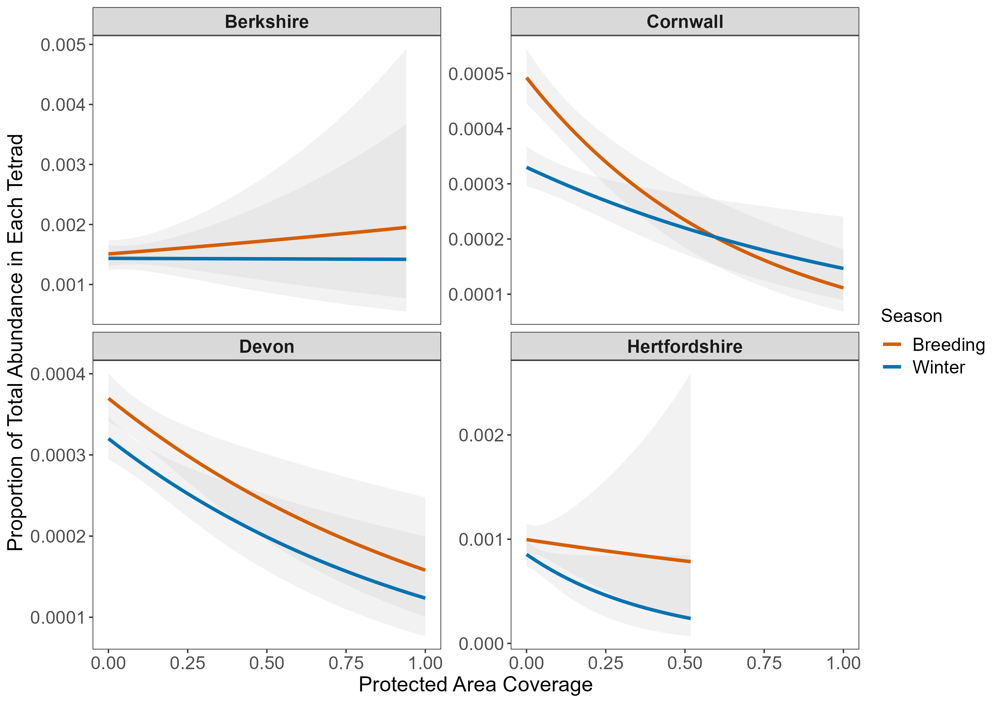 Berkshire
Cornwall
0.005
0.004
0.003
0.002
0.001
0.0005
0.0004
0.0003
0.0002
0.0001
Proportion of Total Abundance in Each Tetrad
Devon
Hertfordshire
0.0004
0.0003
0.0002
0.0001
0.002
0.001
0.000
0.00 0.25 0.50 0.75 1.00
0.00 0.25 0.50 0.75 1.00
Protected Area Coverage
Season
Breeding
Winter